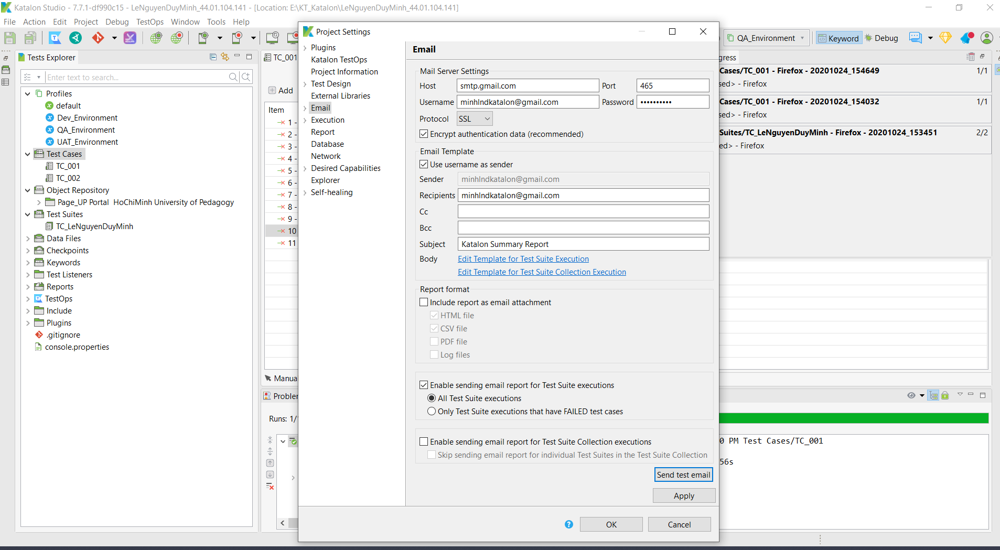 Katalon Studio - 7.7.1-df990c15 - LeNguyenDuyMinh_44.01.104.141 - [Location: E:\KT_Katalon\LeNguyenDuyMinh_44.01.104.141]
File Action Edit Project Debug TestOps Window Tools Help
QA_Environment Keyword Debug
Tests Explorer
Enter text to search...
Profiles
default
Dev_Environment
QA_Environment
UAT_Environment
Test Cases
TC_001
TC_002
Object Repository
Page_UP Portal HoChiMinh University of Pedagogy
Test Suites
TC_LeNguyenDuyMinh
Data Files
Checkpoints
Keywords
Test Listeners
Reports
TestOps
Include
Plugins
.gitignore
console.properties
TC_001
Add
Item
1 -
2 -
3 -
4 -
5 -
6 -
7 -
8 -
9 -
10
11
Manua
Problem
Runs: 1/
Project Settings
Plugins
Katalon TestOps
Project Information
Test Design
External Libraries
Email
Execution
Report
Database
Network
Desired Capabilities
Explorer
Self-healing
Email
Mail Server Settings
Host smtp.gmail.com Port 465
Username minhlndkatalon@gmail.com Password ••••••••••
Protocol SSL
Encrypt authentication data (recommended)
Email Template
Use username as sender
Sender minhlndkatalon@gmail.com
Recipients minhlndkatalon@gmail.com
Cc
Bcc
Subject Katalon Summary Report
Body Edit Template for Test Suite Execution
Edit Template for Test Suite Collection Execution
Report format
Include report as email attachment
HTML file
CSV file
PDF file
Log files
Enable sending email report for Test Suite executions
All Test Suite executions
Only Test Suite executions that have FAILED test cases
Enable sending email report for Test Suite Collection executions
Skip sending email report for individual Test Suites in the Test Suite Collection
Send test email
Apply
OK Cancel
gress
Cases/TC_001 - Firefox - 20201024_154649 1/1
sed> - Firefox
Cases/TC_001 - Firefox - 20201024_154032 1/1
sed> - Firefox
Suites/TC_LeNguyenDuyMinh - Firefox - 20201024_153451 2/2
ed> - Firefox
0 PM Test Cases/TC_001
56s